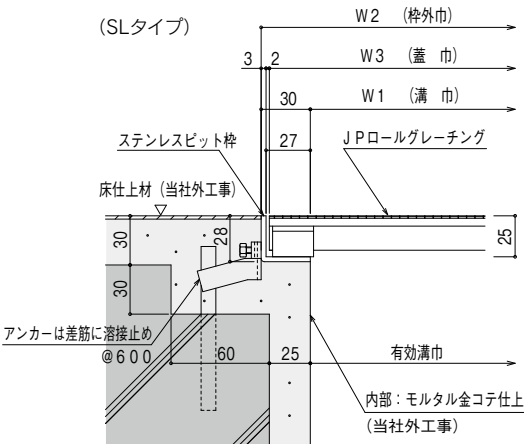 (SLタイプ)
W2 (枠外巾)
3 2
W3 (蓋 巾)
30
W1 (溝 巾)
27
ステンレスピット枠
JPロールグレーチング
床仕上材(当社外工事)
30
28
25
30
アンカーは差筋に溶接止め
@600
60
25
有効溝巾
内部:モルタル金コテ仕上
(当社外工事)